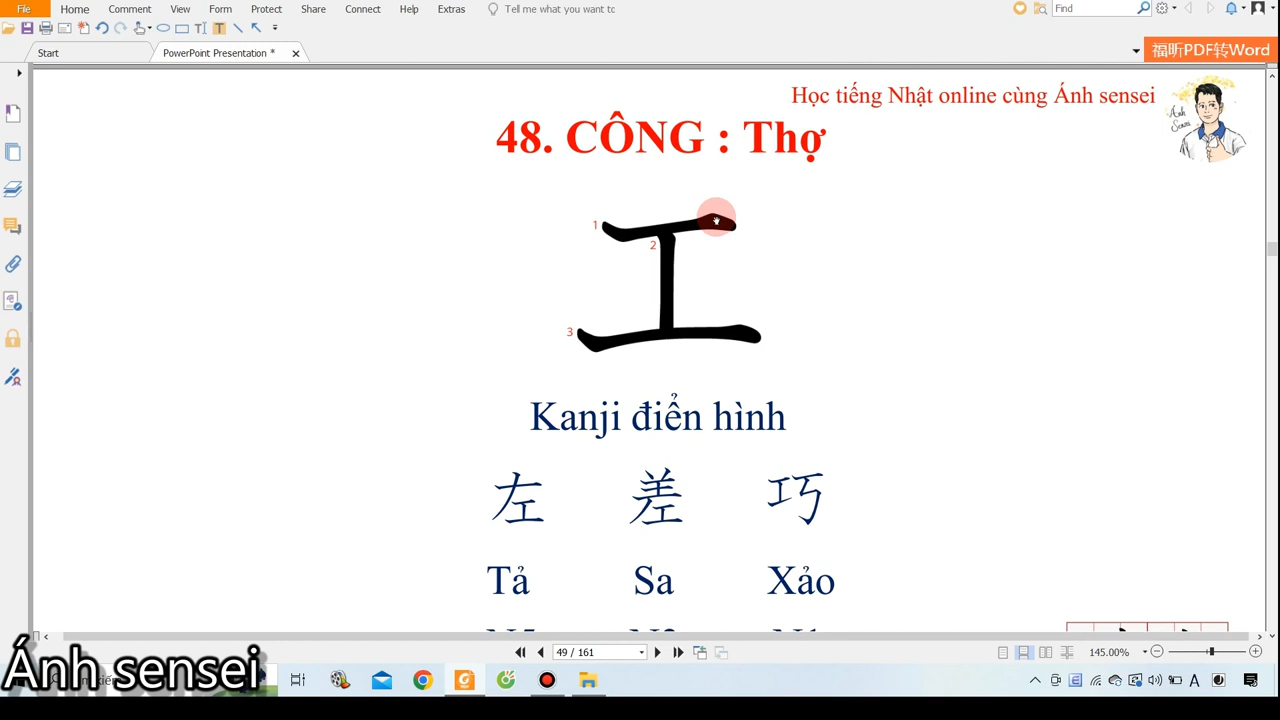 File Home Comment View Form Protect Share Connect Help Extras Tell me what you want to Find
Start PowerPoint Presentation * 福昕PDF转Word
Học tiếng Nhật online cùng Ánh sensei
48. CÔNG : Thợ
1
2
3
工
Kanji điển hình
左 差 巧
Tả Sa Xảo
49 / 161 145.00%
Ánh sensei